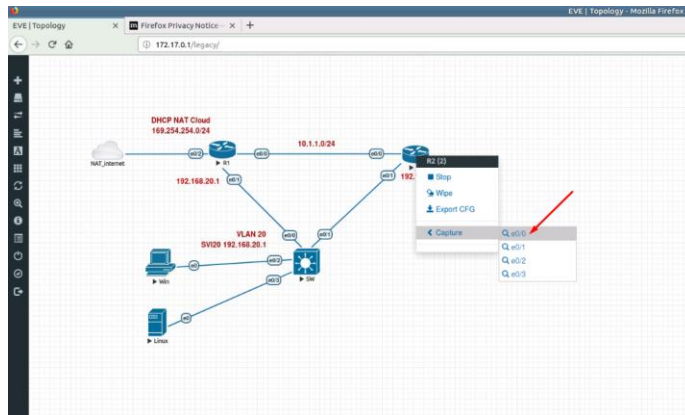 EVE | Topology - Mozilla Firefox
EVE | Topology
Firefox Privacy Notice
172.17.0.1/legacy/
DHCP NAT Cloud
169.254.254.0/24
10.1.1.0/24
NAT_internet
e0/2
R1
e0/0
e0/0
R2 (2)
Stop
Wipe
Export CFG
Capture
e0/0
e0/1
e0/2
e0/3
192.168.20.1
e0/1
e0/1
192.
VLAN 20
SVI20 192.168.20.1
e0/0
e0/1
e0
e0/2
Win
SW
e0/3
e0
Linux